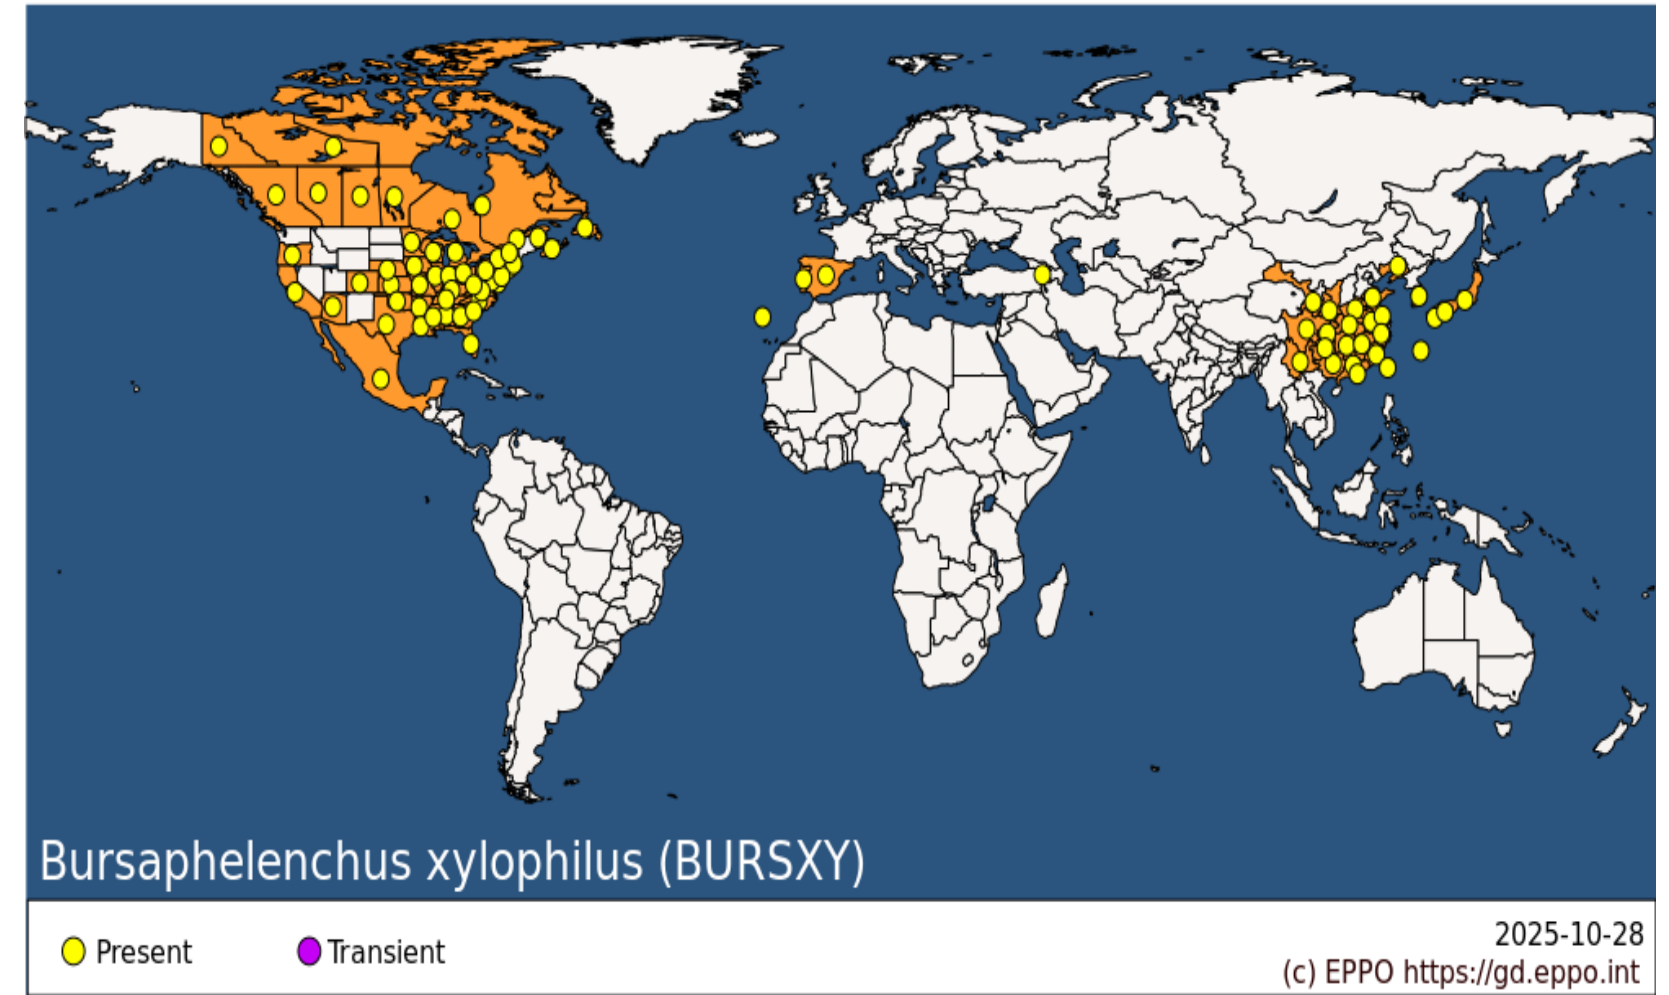 Bursaphelenchus xylophilus (BURSXY)
Present
Transient
2025-10-28
(c) EPPO https://gd.eppo.int